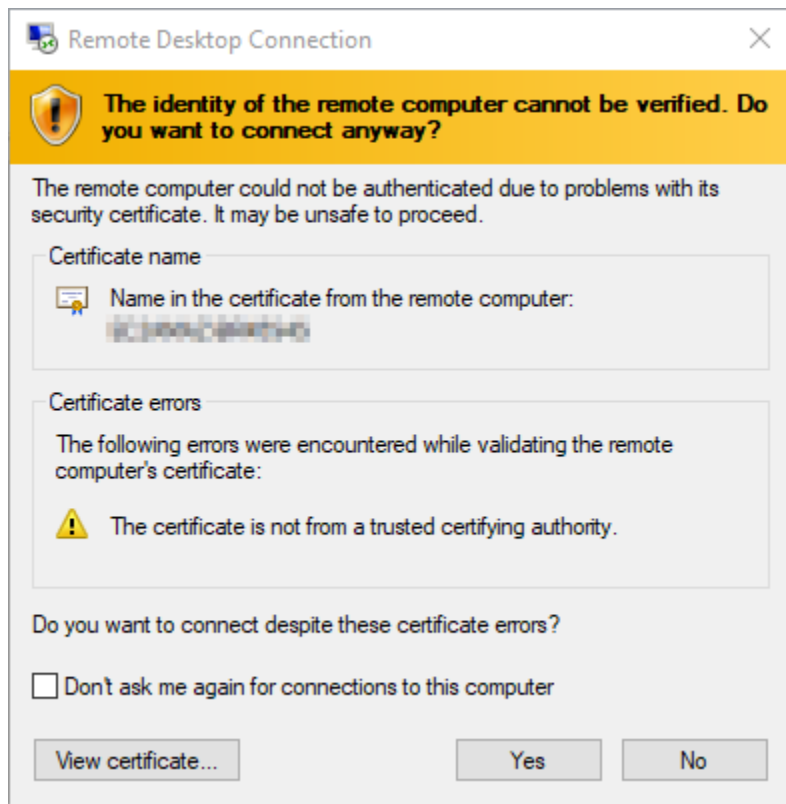 Remote Desktop Connection
The identity of the remote computer cannot be verified. Do
you want to connect anyway?
The remote computer could not be authenticated due to problems with its
security certificate. It may be unsafe to proceed.
Certificate name
Name in the certificate from the remote computer:
Certificate errors
The following errors were encountered while validating the remote
computer's certificate:
The certificate is not from a trusted certifying authority.
Do you want to connect despite these certificate errors?
Don't ask me again for connections to this computer
View certificate...
Yes
No